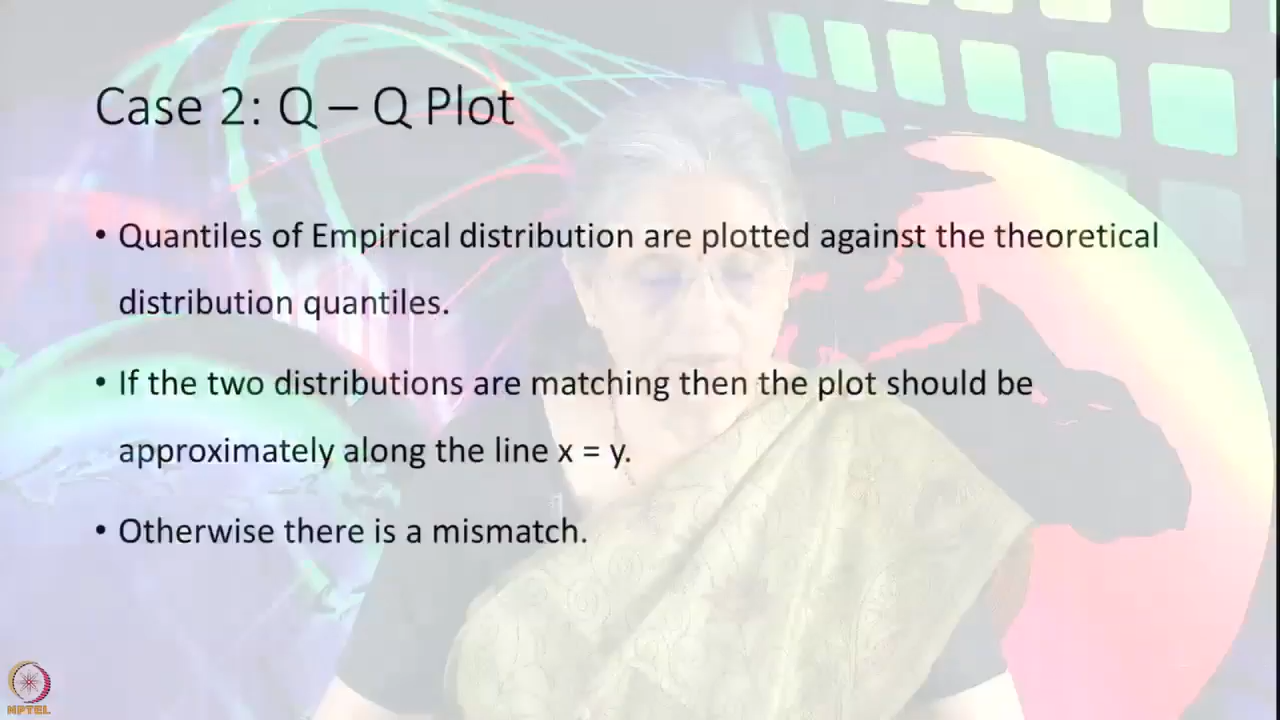 Case 2: Q – Q Plot
• Quantiles of Empirical distribution are plotted against the theoretical
distribution quantiles.
• If the two distributions are matching then the plot should be
approximately along the line x = y.
• Otherwise there is a mismatch.
NPTEL